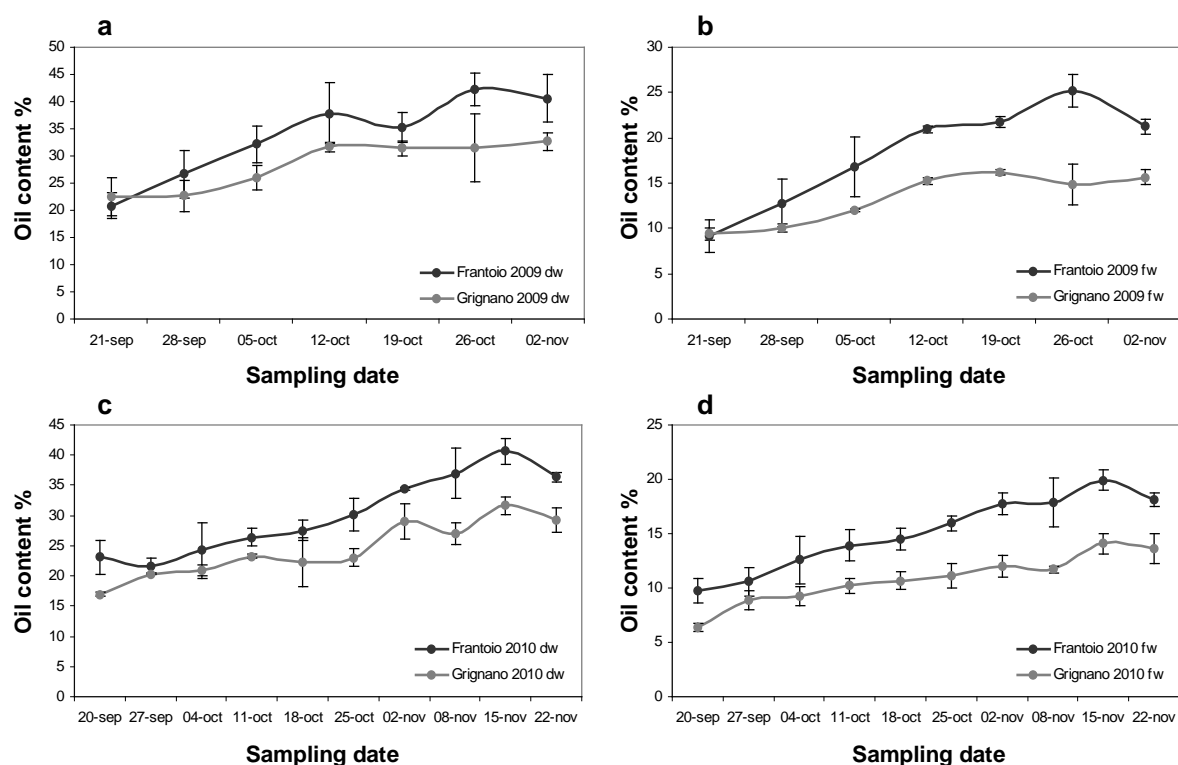 a
50
45
40
35
30
25
20
15
10
5
0
Oil content %
Frantoio 2009 dw
Grignano 2009 dw
21-sep 28-sep 05-oct 12-oct 19-oct 26-oct 02-nov
Sampling date
b
30
25
20
15
10
5
0
Oil content %
Frantoio 2009 fw
Grignano 2009 fw
21-sep 28-sep 05-oct 12-oct 19-oct 26-oct 02-nov
Sampling date
c
45
40
35
30
25
20
15
10
5
0
Oil content %
Frantoio 2010 dw
Grignano 2010 dw
20-sep 27-sep 04-oct 11-oct 18-oct 25-oct 02-nov 08-nov 15-nov 22-nov
Sampling date
d
25
20
15
10
5
0
Oil content %
Frantoio 2010 fw
Grignano 2010 fw
20-sep 27-sep 04-oct 11-oct 18-oct 25-oct 02-nov 08-nov 15-nov 22-nov
Sampling date